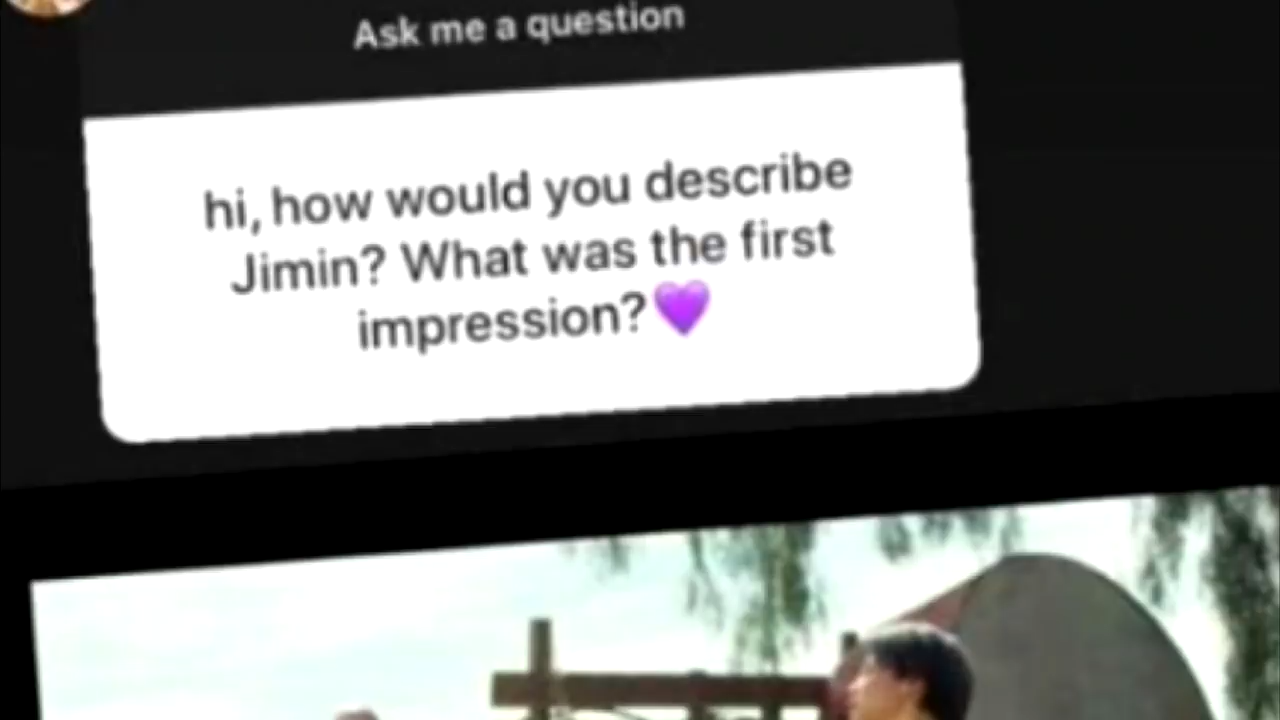 Ask me a question
hi, how would you describe
Jimin? What was the first
impression?💜